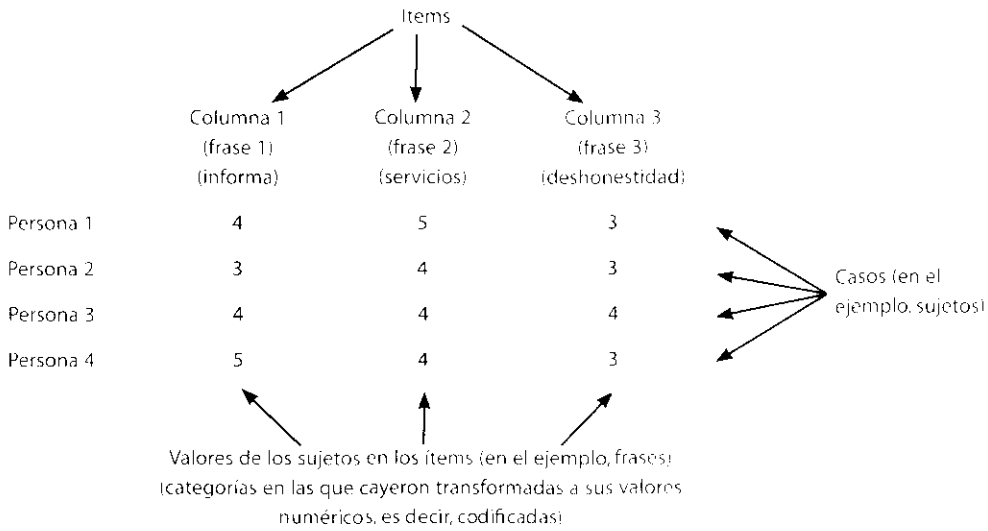 Items
Columna 1 Columna 2 Columna 3
(frase 1) (frase 2) (frase 3)
(informa) (servicios) (deshonestidad)
Persona 1 4 5 3
Persona 2 3 4 3
Casos (en el
ejemplo, sujetos)
Persona 3 4 4 4
Persona 4 5 4 3
Valores de los sujetos en los ítems (en el ejemplo, frases)
(categorías en las que cayeron transformadas a sus valores
numéricos, es decir, codificadas)